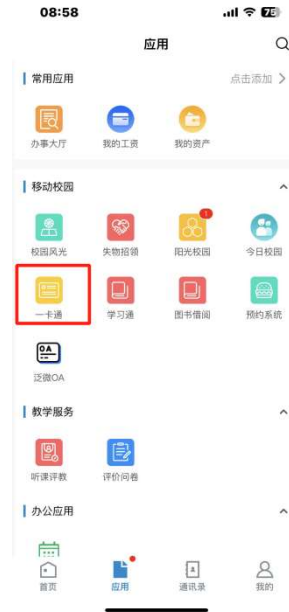 08:58
75
应用
常用应用
点击添加
办事大厅 我的工资 我的资产
移动校园
1
校园风光 失物招领 阳光校园 今日校园
一卡通 学习通 图书借阅 预约系统
OA
泛微OA
教学服务
听课评教 评价问卷
办公应用
首页 应用 通讯录 我的